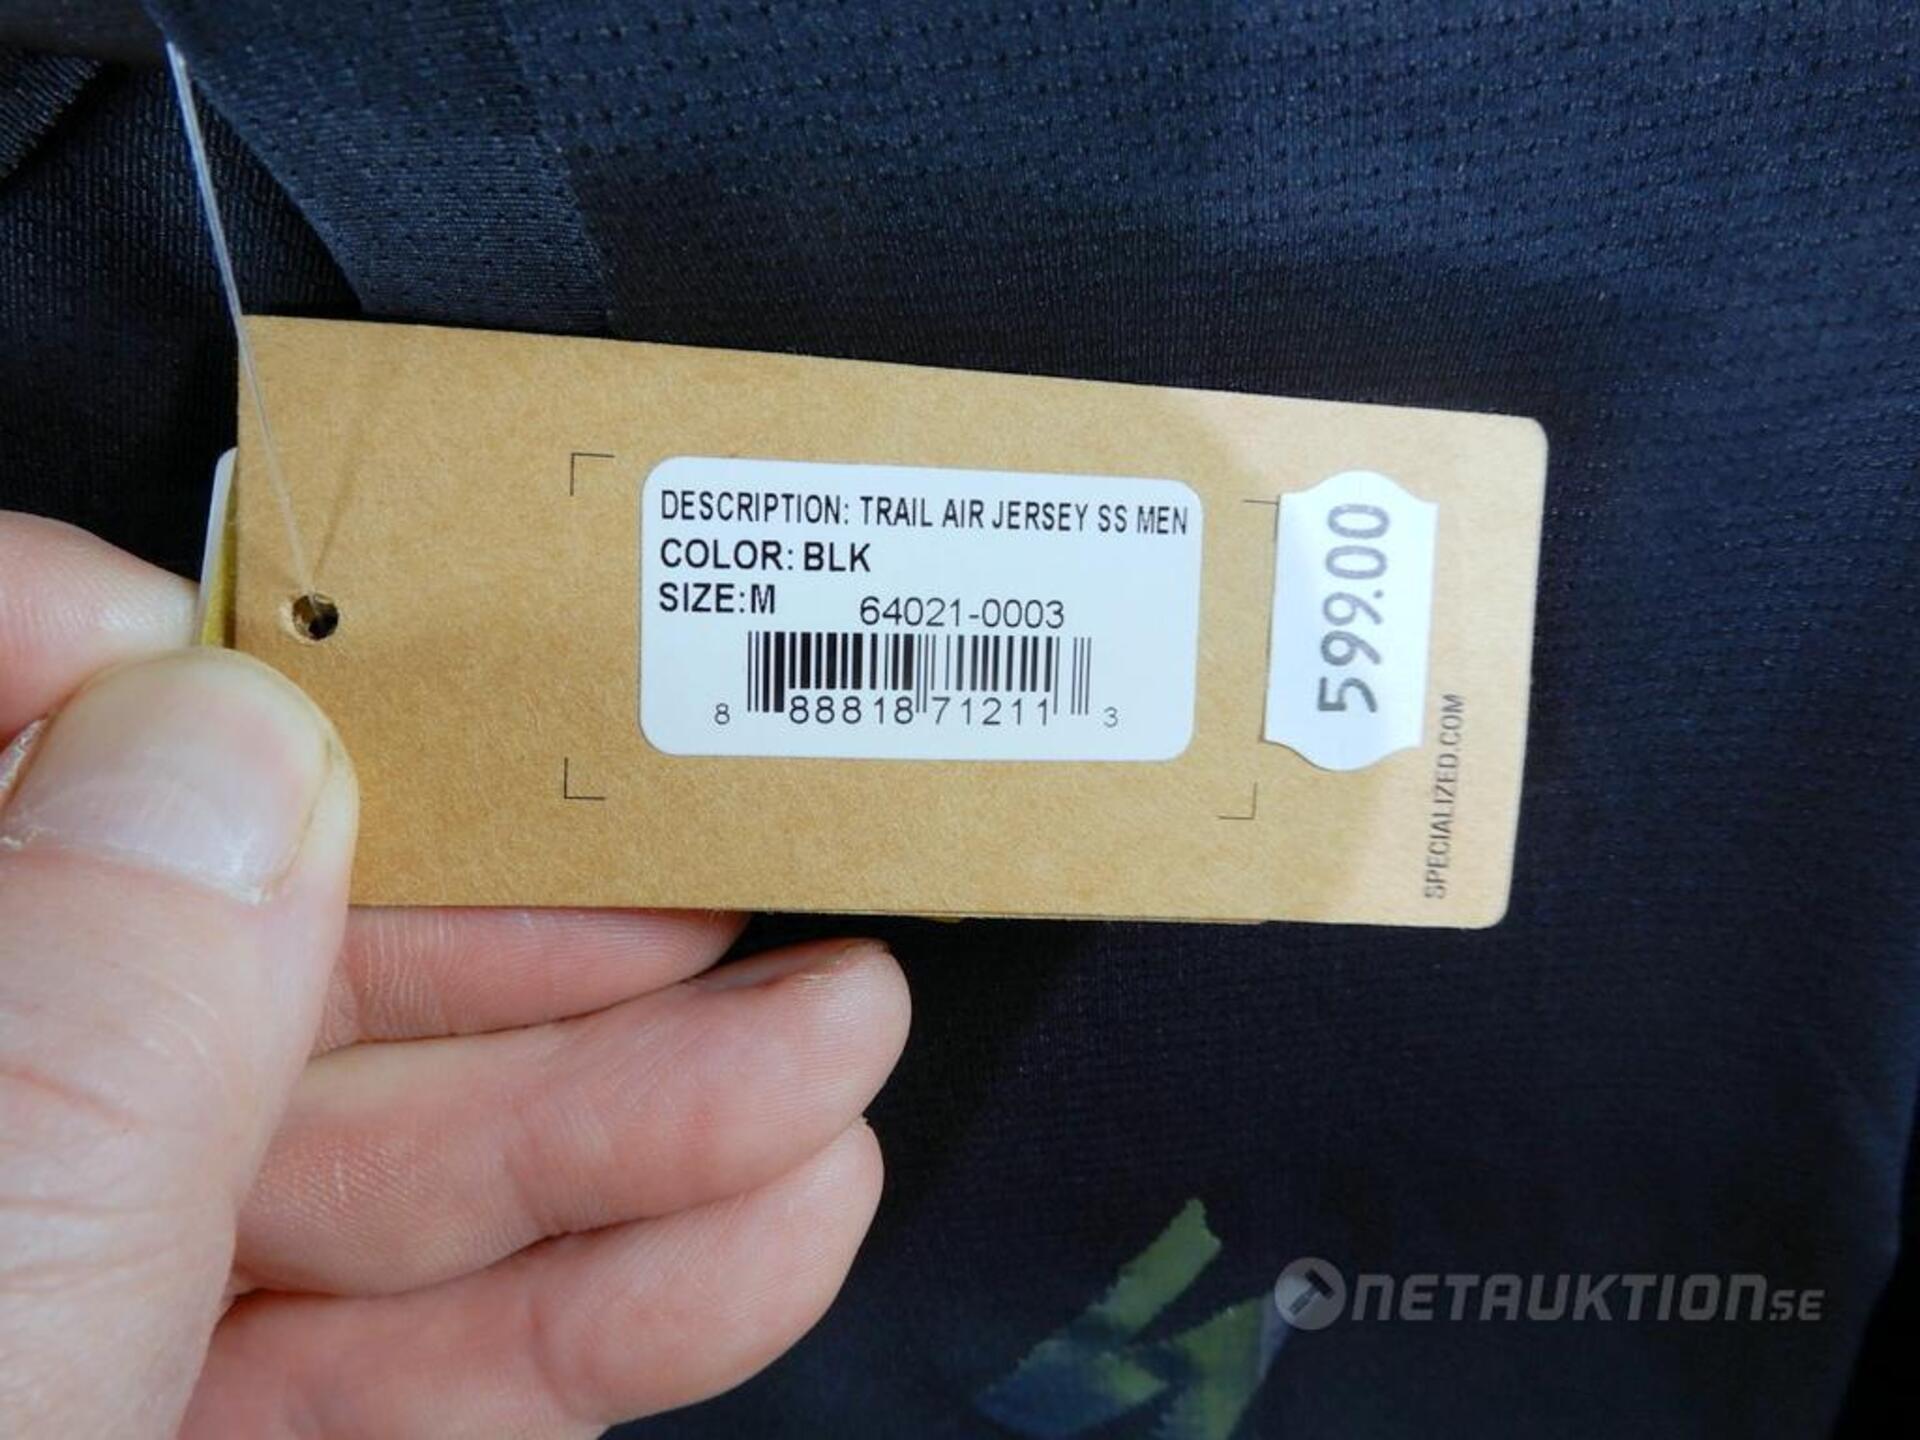 DESCRIPTION: TRAIL AIR JERSEY SS MEN
COLOR: BLK
SIZE:M
64021-0003
8 88818 71211 3
599.00
SPECIALIZED.COM
NETAUKTION.SE